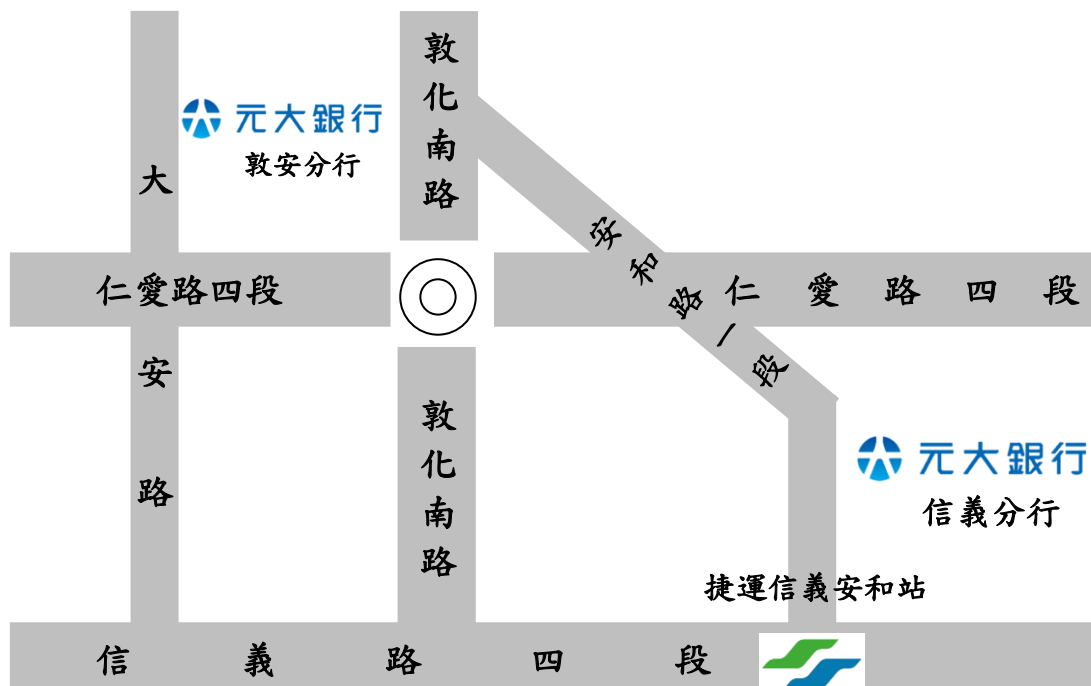 敦化南路
元大銀行
敦安分行
大安路
安和路一段
仁愛路四段
仁愛路四段
敦化南路
元大銀行
信義分行
捷運信義安和站
信義路四段